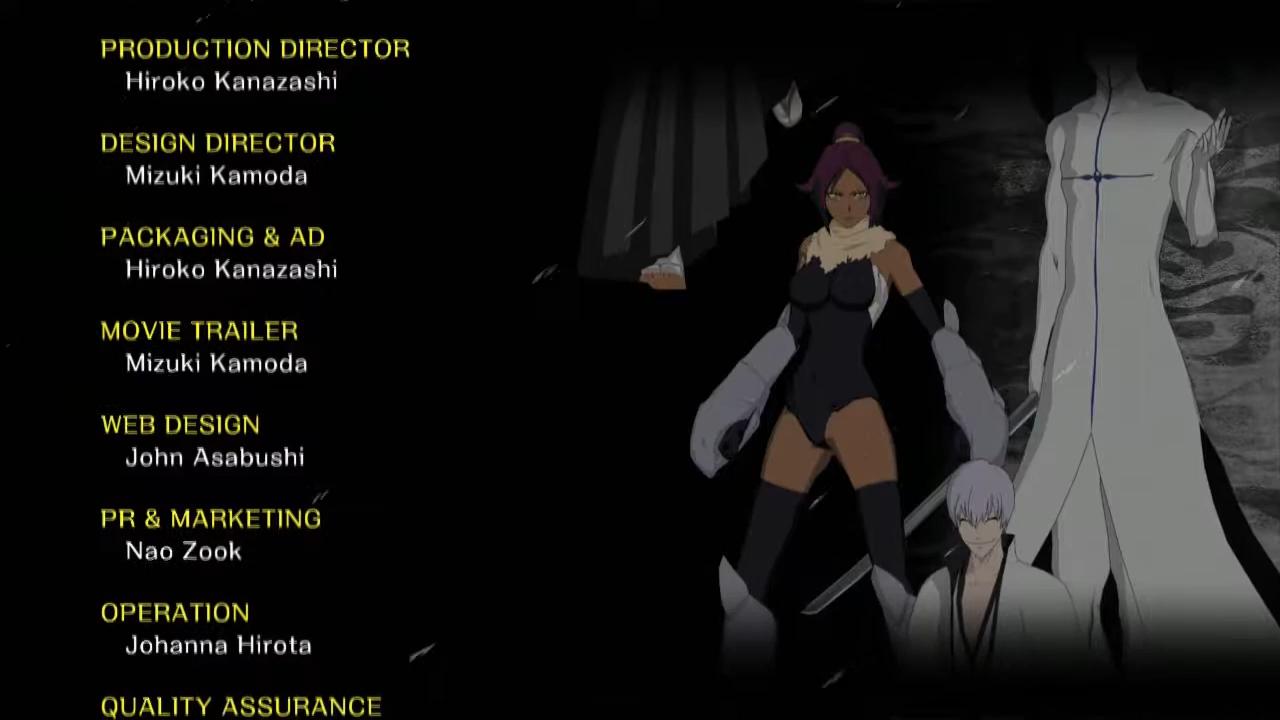 PRODUCTION DIRECTOR
Hiroko Kanazashi
DESIGN DIRECTOR
Mizuki Kamoda
PACKAGING & AD
Hiroko Kanazashi
MOVIE TRAILER
Mizuki Kamoda
WEB DESIGN
John Asabushi
PR & MARKETING
Nao Zook
OPERATION
Johanna Hirota
QUALITY ASSURANCE